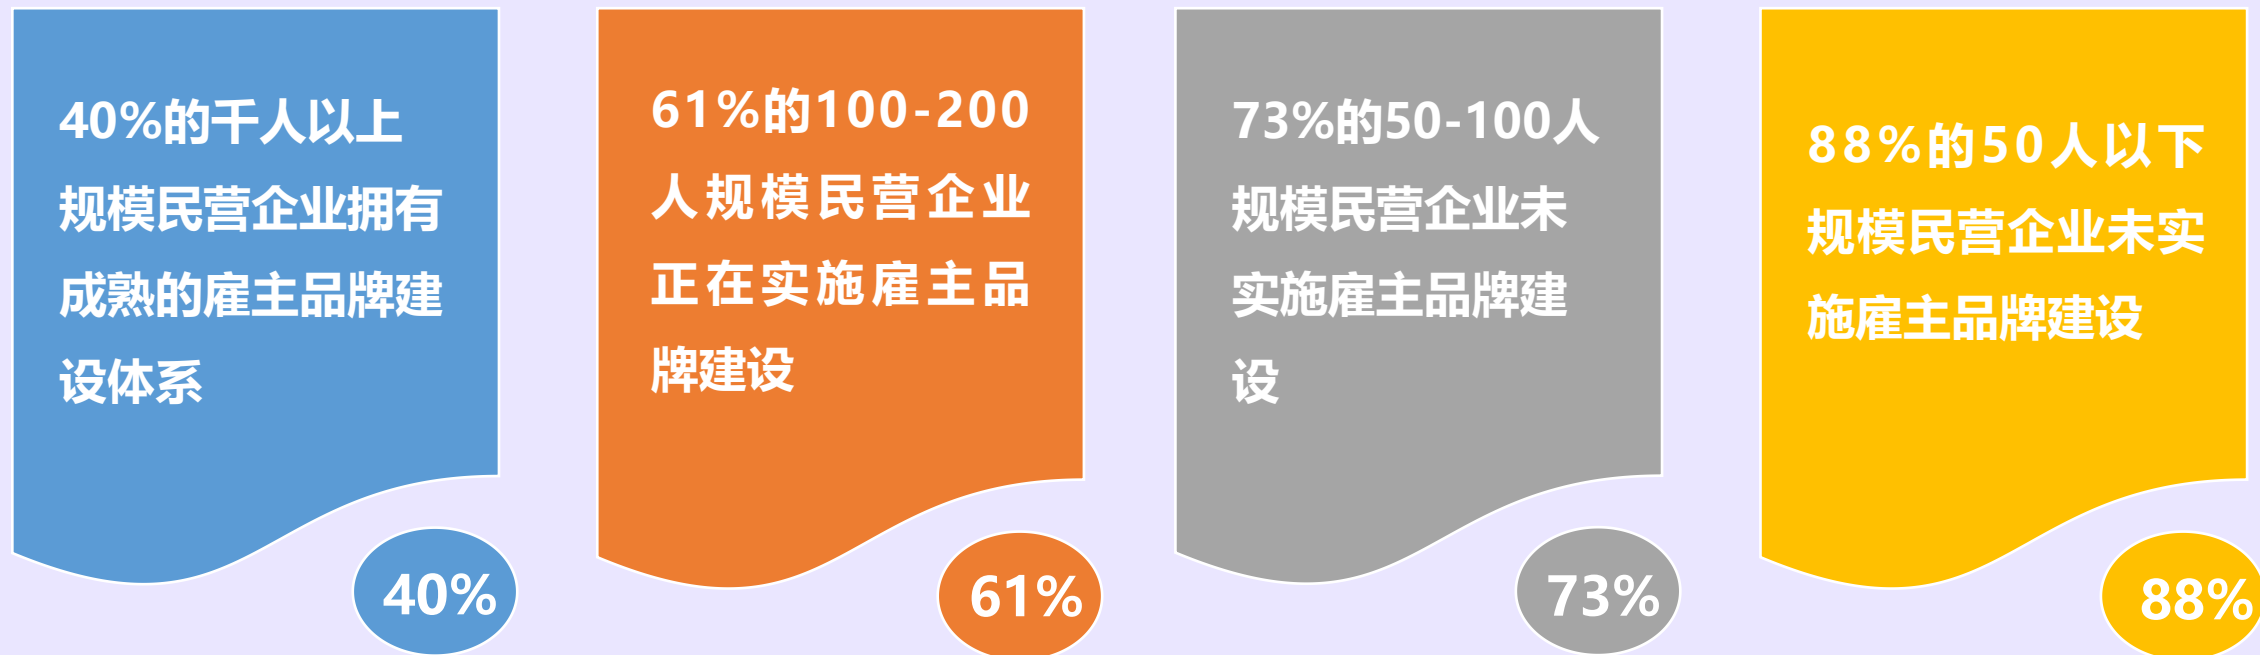 40%的千人以上
规模民营企业拥有
成熟的雇主品牌建
设体系
40%
61%的100-200
人规模民营企业
正在实施雇主品
牌建设
61%
73%的50-100人
规模民营企业未
实施雇主品牌建
设
73%
88%的50人以下
规模民营企业未实
施雇主品牌建设
88%